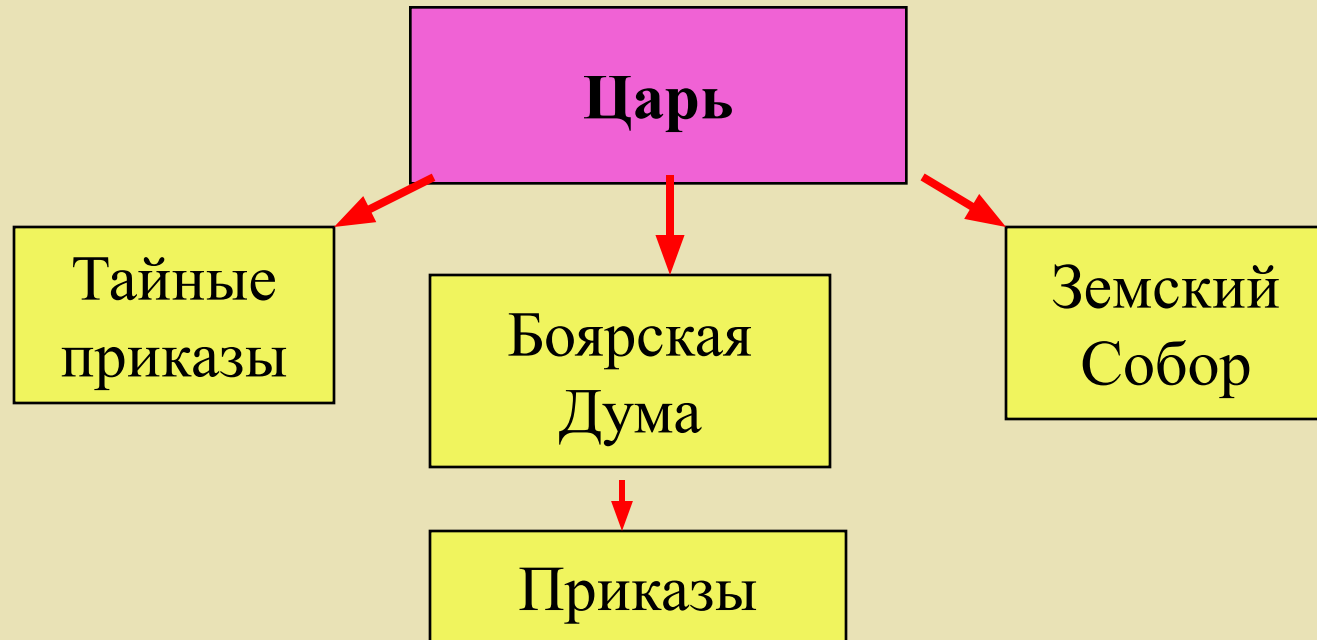 Царь
Тайные
приказы
Боярская
Дума
Земский
Собор
Приказы